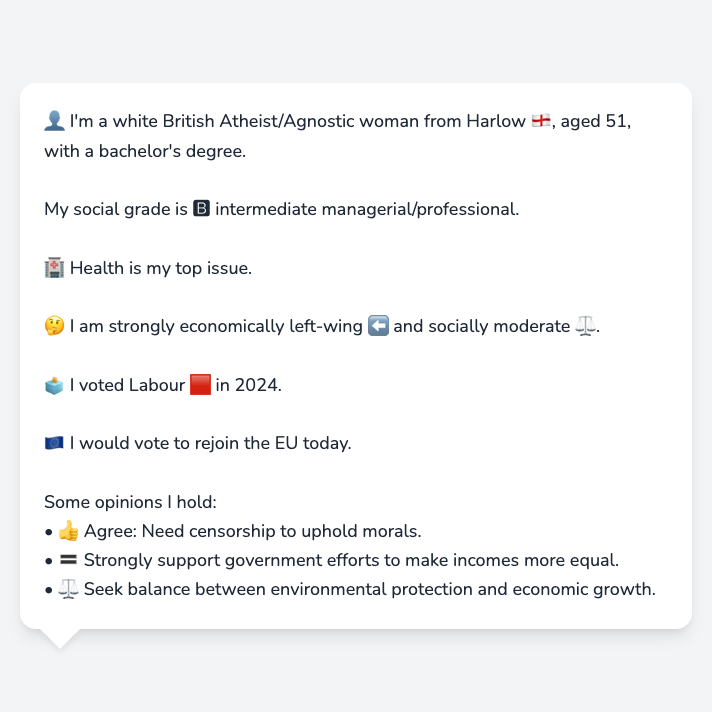 👤 I'm a white British Atheist/Agnostic woman from Harlow 🏴󠁧󠁢󠁥󠁮󠁧󠁿, aged 51,
with a bachelor's degree.
My social grade is 🅱 intermediate managerial/professional.
🏥 Health is my top issue.
🤔 I am strongly economically left-wing ⬅️ and socially moderate ⚖️.
🗳️ I voted Labour 🟥 in 2024.
🇪🇺 I would vote to rejoin the EU today.
Some opinions I hold:
• 👍 Agree: Need censorship to uphold morals.
• 🟰 Strongly support government efforts to make incomes more equal.
• ⚖️ Seek balance between environmental protection and economic growth.